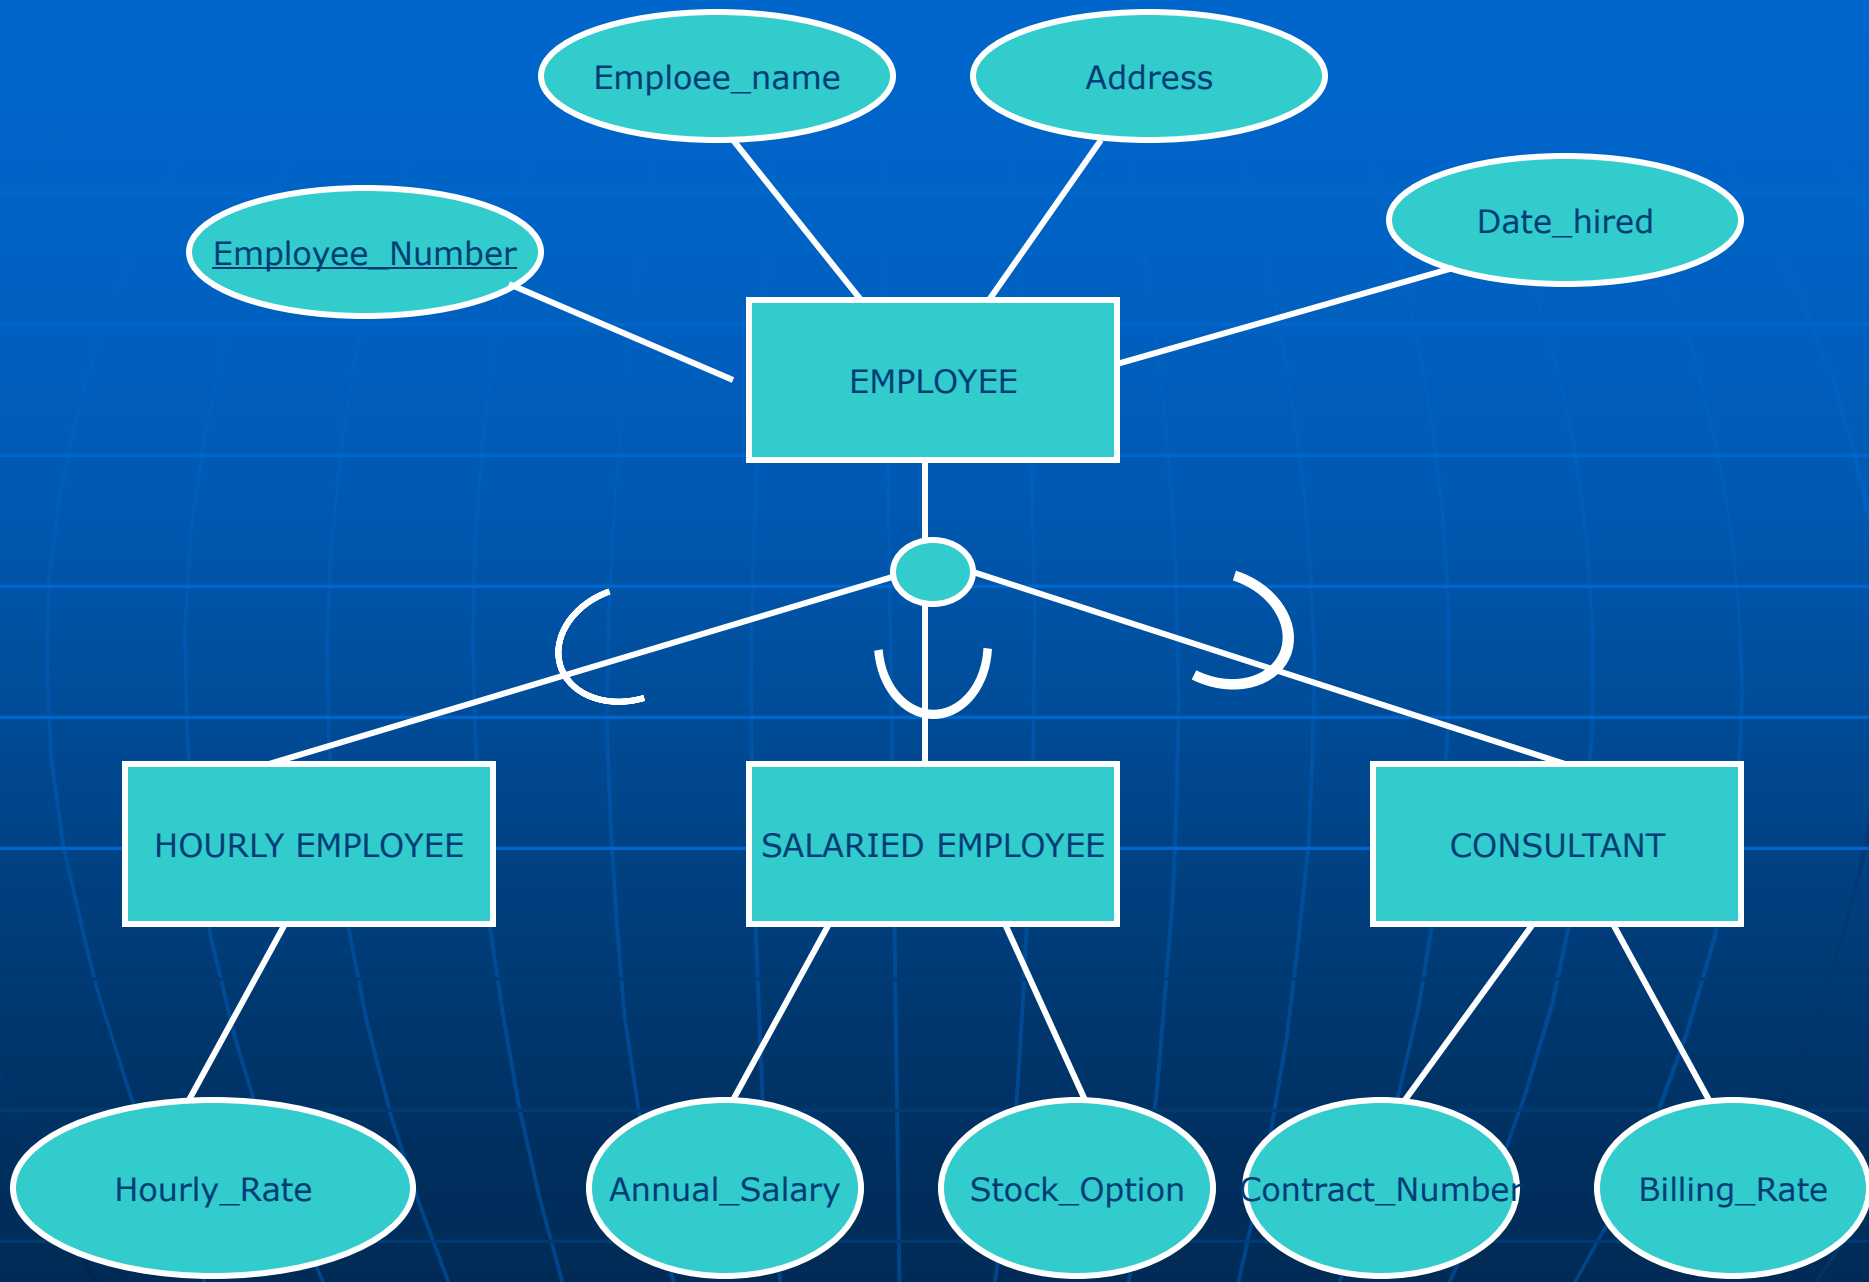 Emploee_name
Address
Employee_Number
Date_hired
EMPLOYEE
HOURLY EMPLOYEE
SALARIED EMPLOYEE
CONSULTANT
Hourly_Rate
Annual_Salary
Stock_Option
Contract_Number
Billing_Rate